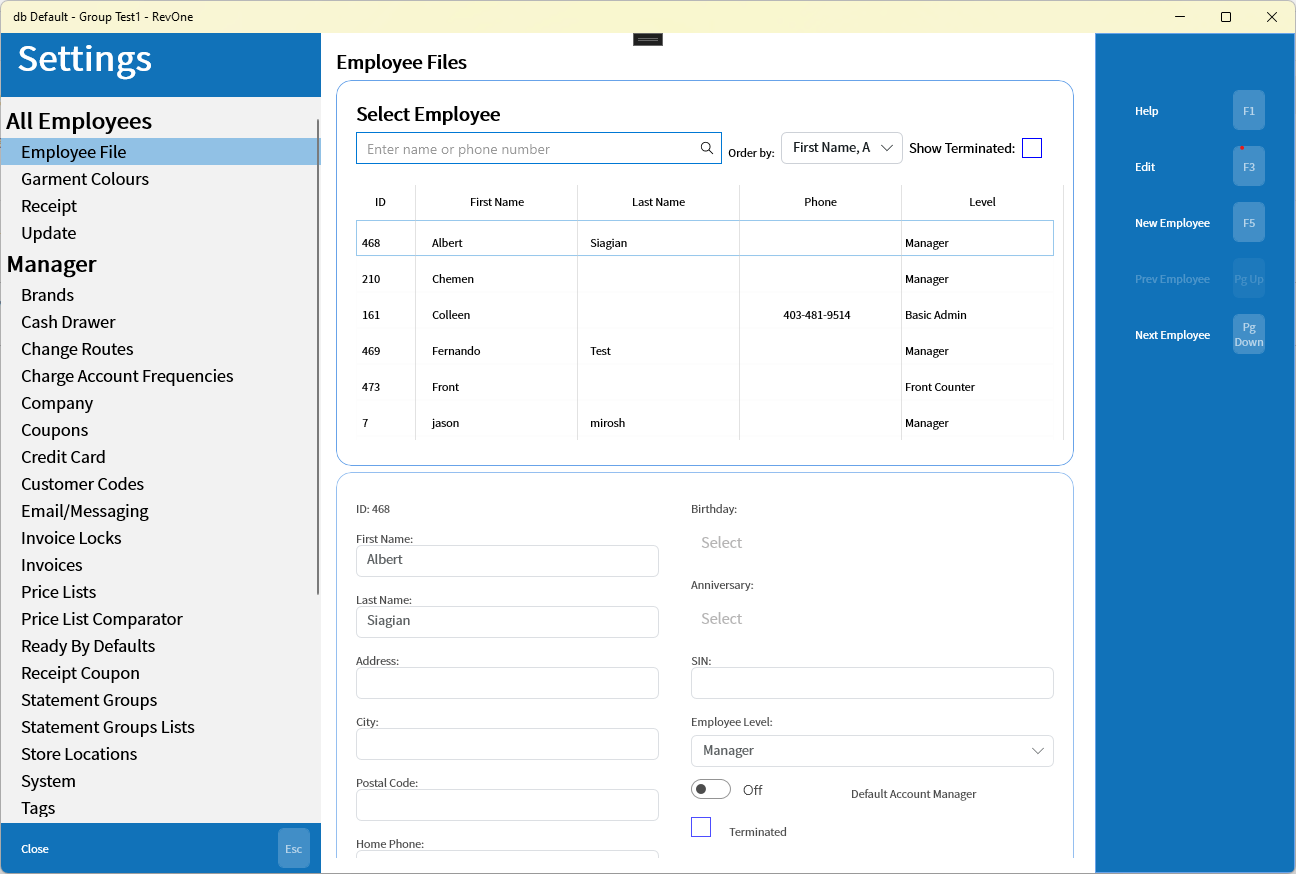 db Default - Group Test1 - RevOne
Settings
All Employees
Employee File
Garment Colours
Receipt
Update
Manager
Brands
Cash Drawer
Change Routes
Charge Account Frequencies
Company
Coupons
Credit Card
Customer Codes
Email/Messaging
Invoice Locks
Invoices
Price Lists
Price List Comparator
Ready By Defaults
Receipt Coupon
Statement Groups
Statement Groups Lists
Store Locations
System
Tags
Close Esc
Employee Files
Select Employee
Enter name or phone number Order by: First Name, A Show Terminated:
ID First Name Last Name Phone Level
468 Albert Siagian Manager
210 Chemen Manager
161 Colleen 403-481-9514 Basic Admin
469 Fernando Test Manager
473 Front Front Counter
7 jason mirosh Manager
ID: 468
First Name:
Albert
Last Name:
Siagian
Address:
City:
Postal Code:
Home Phone:
Birthday:
Select
Anniversary:
Select
SIN:
Employee Level:
Manager
Off Default Account Manager
Terminated
Help F1
Edit F3
New Employee F5
Prev Employee Pg Up
Next Employee Pg Down